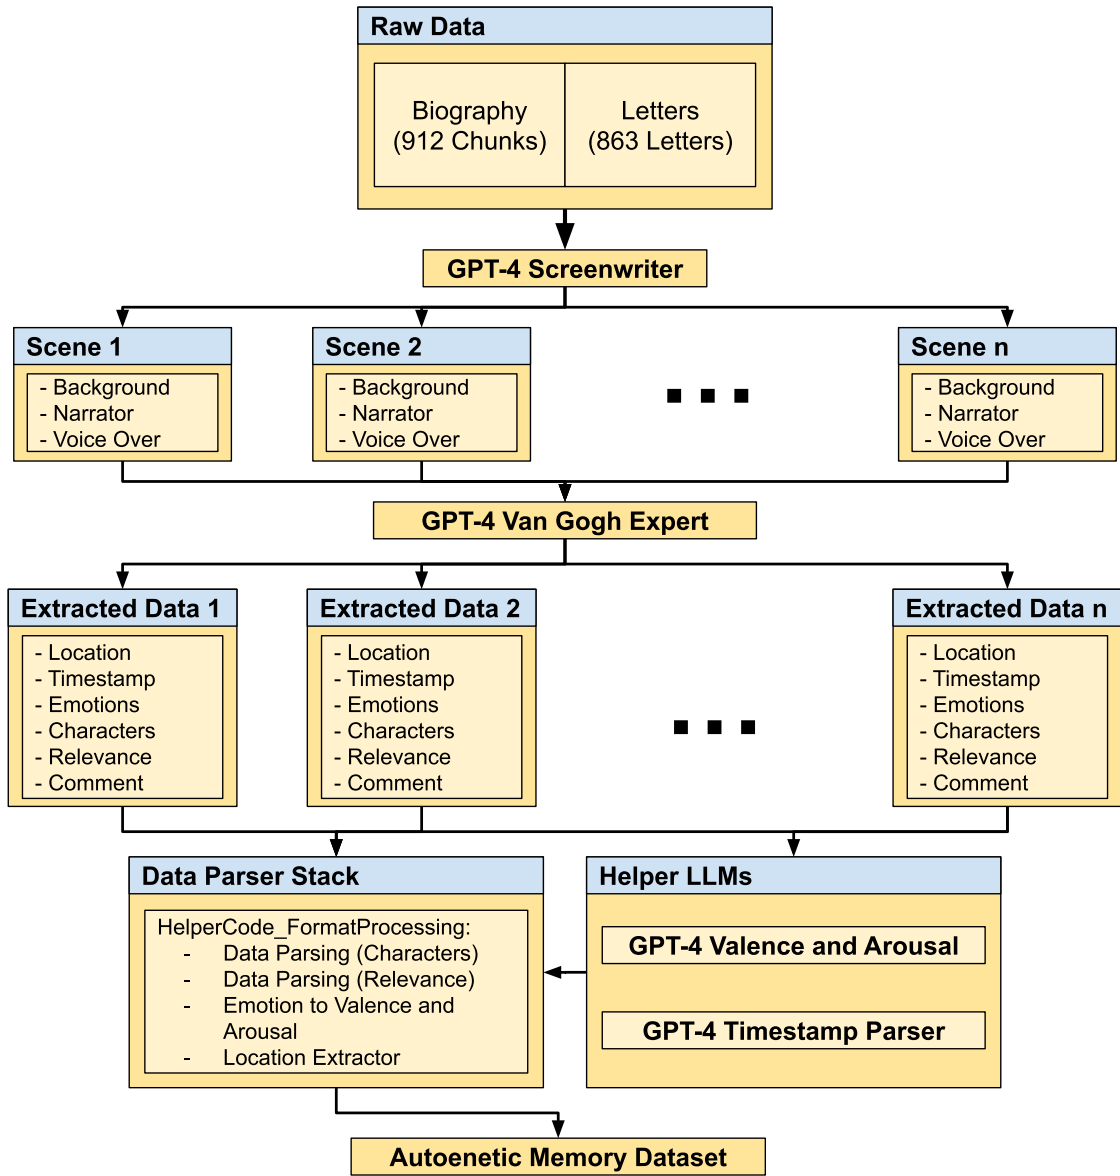 Raw Data
Biography
(912 Chunks)
Letters
(863 Letters)
GPT-4 Screenwriter
Scene 1
- Background
- Narrator
- Voice Over
Scene 2
- Background
- Narrator
- Voice Over
Scene n
- Background
- Narrator
- Voice Over
GPT-4 Van Gogh Expert
Extracted Data 1
- Location
- Timestamp
- Emotions
- Characters
- Relevance
- Comment
Extracted Data 2
- Location
- Timestamp
- Emotions
- Characters
- Relevance
- Comment
Extracted Data n
- Location
- Timestamp
- Emotions
- Characters
- Relevance
- Comment
Data Parser Stack
HelperCode_FormatProcessing:
- Data Parsing (Characters)
- Data Parsing (Relevance)
- Emotion to Valence and
Arousal
- Location Extractor
Helper LLMs
GPT-4 Valence and Arousal
GPT-4 Timestamp Parser
Autoenetic Memory Dataset